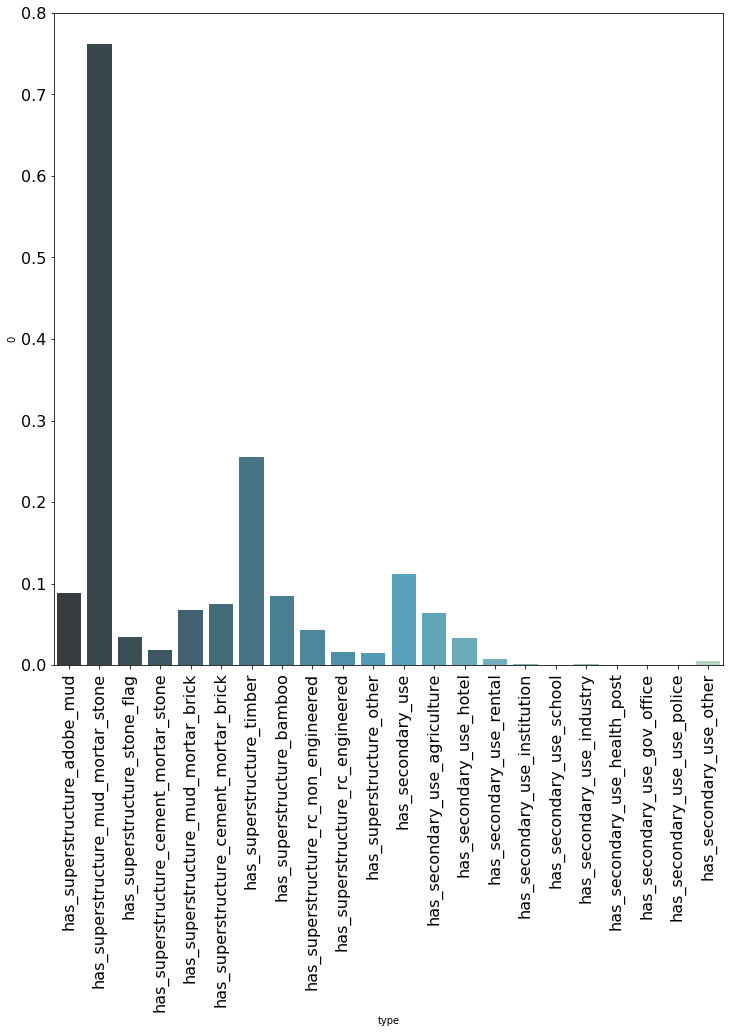 0.8
0.7
0.6
0.5
0.4
0.3
0.2
0.1
0.0
0
has_superstructure_adobe_mud
has_superstructure_mud_mortar_stone
has_superstructure_stone_flag
has_superstructure_cement_mortar_stone
has_superstructure_mud_mortar_brick
has_superstructure_cement_mortar_brick
has_superstructure_timber
has_superstructure_bamboo
has_superstructure_rc_non_engineered
has_superstructure_rc_engineered
has_superstructure_other
has_secondary_use
has_secondary_use_agriculture
has_secondary_use_hotel
has_secondary_use_rental
has_secondary_use_institution
has_secondary_use_school
has_secondary_use_industry
has_secondary_use_health_post
has_secondary_use_gov_office
has_secondary_use_use_police
has_secondary_use_other
type